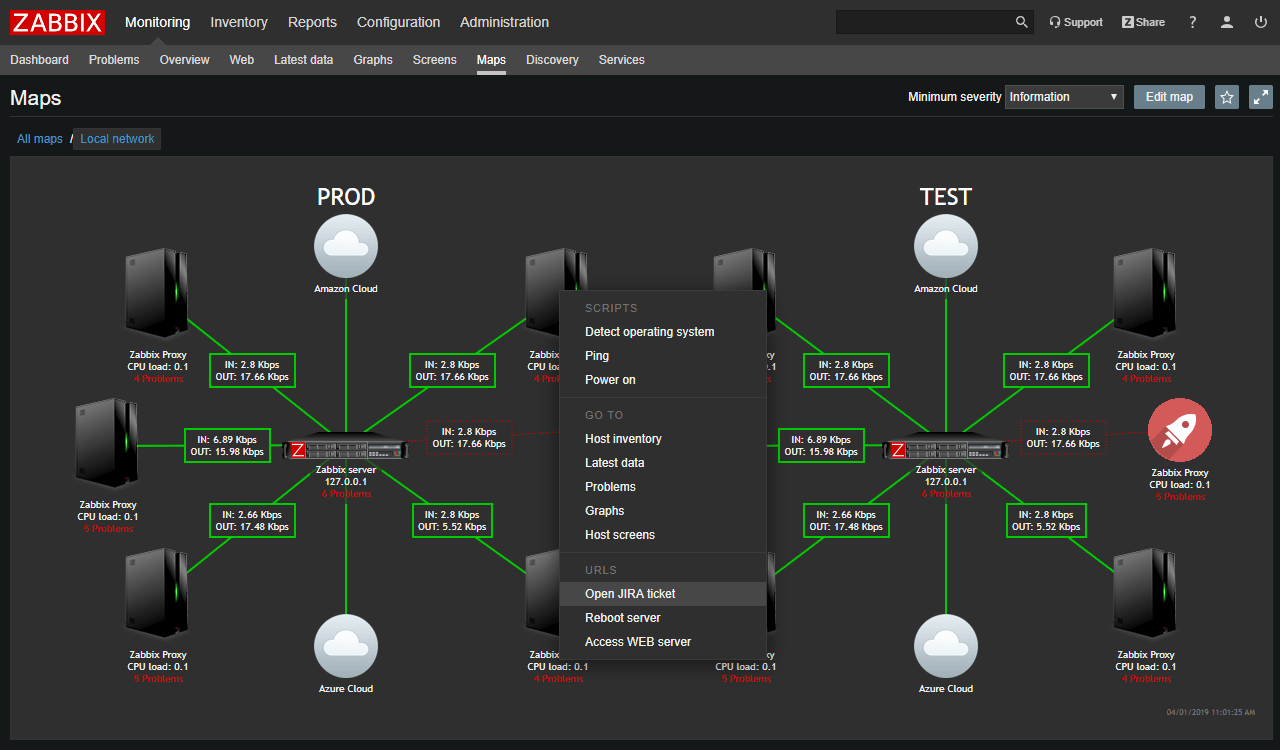 ZABBIX Monitoring Inventory Reports Configuration Administration Support Z Share ?
Dashboard Problems Overview Web Latest data Graphs Screens Maps Discovery Services
Maps Minimum severity Information Edit map
All maps / Local network
PROD
Amazon Cloud
Zabbix Proxy
CPU load: 0.1
4 Problems
IN: 2.8 Kbps
OUT: 17.66 Kbps
IN: 2.8 Kbps
OUT: 17.66 Kbps
IN: 6.89 Kbps
OUT: 15.98 Kbps
Z
Zabbix server
127.0.0.1
6 Problems
IN: 2.8 Kbps
OUT: 17.66 Kbps
Zabbix Proxy
CPU load: 0.1
5 Problems
IN: 2.66 Kbps
OUT: 17.48 Kbps
IN: 2.8 Kbps
OUT: 5.52 Kbps
Zabbix Proxy
CPU load: 0.1
5 Problems
Azure Cloud
4 Problems
SCRIPTS
Detect operating system
Ping
Power on
GO TO
Host inventory
Latest data
Problems
Graphs
Host screens
URLS
Open JIRA ticket
Reboot server
Access WEB server
TEST
Amazon Cloud
IN: 2.8 Kbps
OUT: 17.66 Kbps
IN: 2.8 Kbps
OUT: 17.66 Kbps
Zabbix Proxy
CPU load: 0.1
4 Problems
IN: 6.89 Kbps
OUT: 15.98 Kbps
Z
Zabbix server
127.0.0.1
6 Problems
IN: 2.8 Kbps
OUT: 17.66 Kbps
Zabbix Proxy
CPU load: 0.1
5 Problems
IN: 2.66 Kbps
OUT: 17.48 Kbps
IN: 2.8 Kbps
OUT: 5.52 Kbps
CPU load: 0.1
5 Problems
Azure Cloud
Zabbix Proxy
CPU load: 0.1
4 Problems
04/01/2019 11:01:25 AM